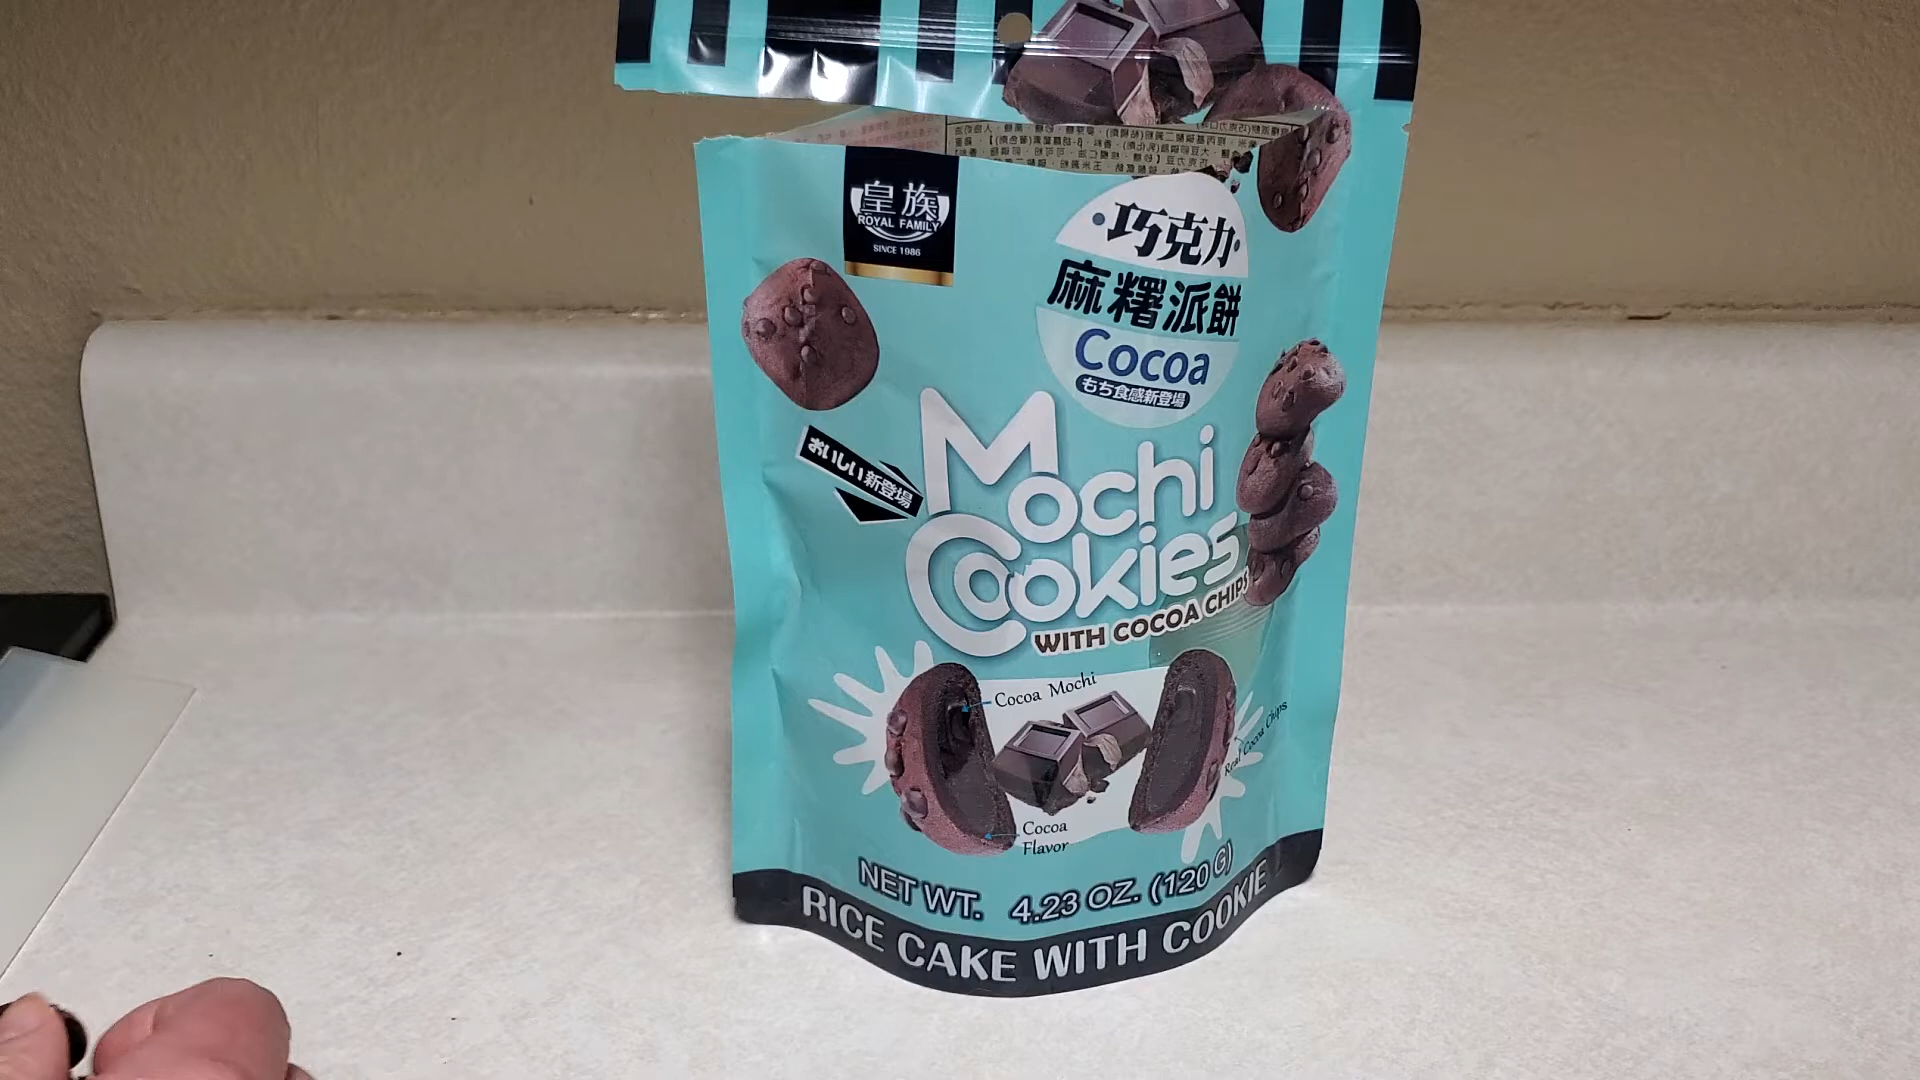 皇族
ROYAL FAMILY
SINCE 1986
巧克力
麻糬派餅
Cocoa
もち食感新登場
おいしい新登場
Mochi
Cookies
WITH COCOA CHIPS
Cocoa Mochi
Real Cocoa Chips
Cocoa
Flavor
NET WT. 4.23 OZ. (120 G)
RICE CAKE WITH COOKIE